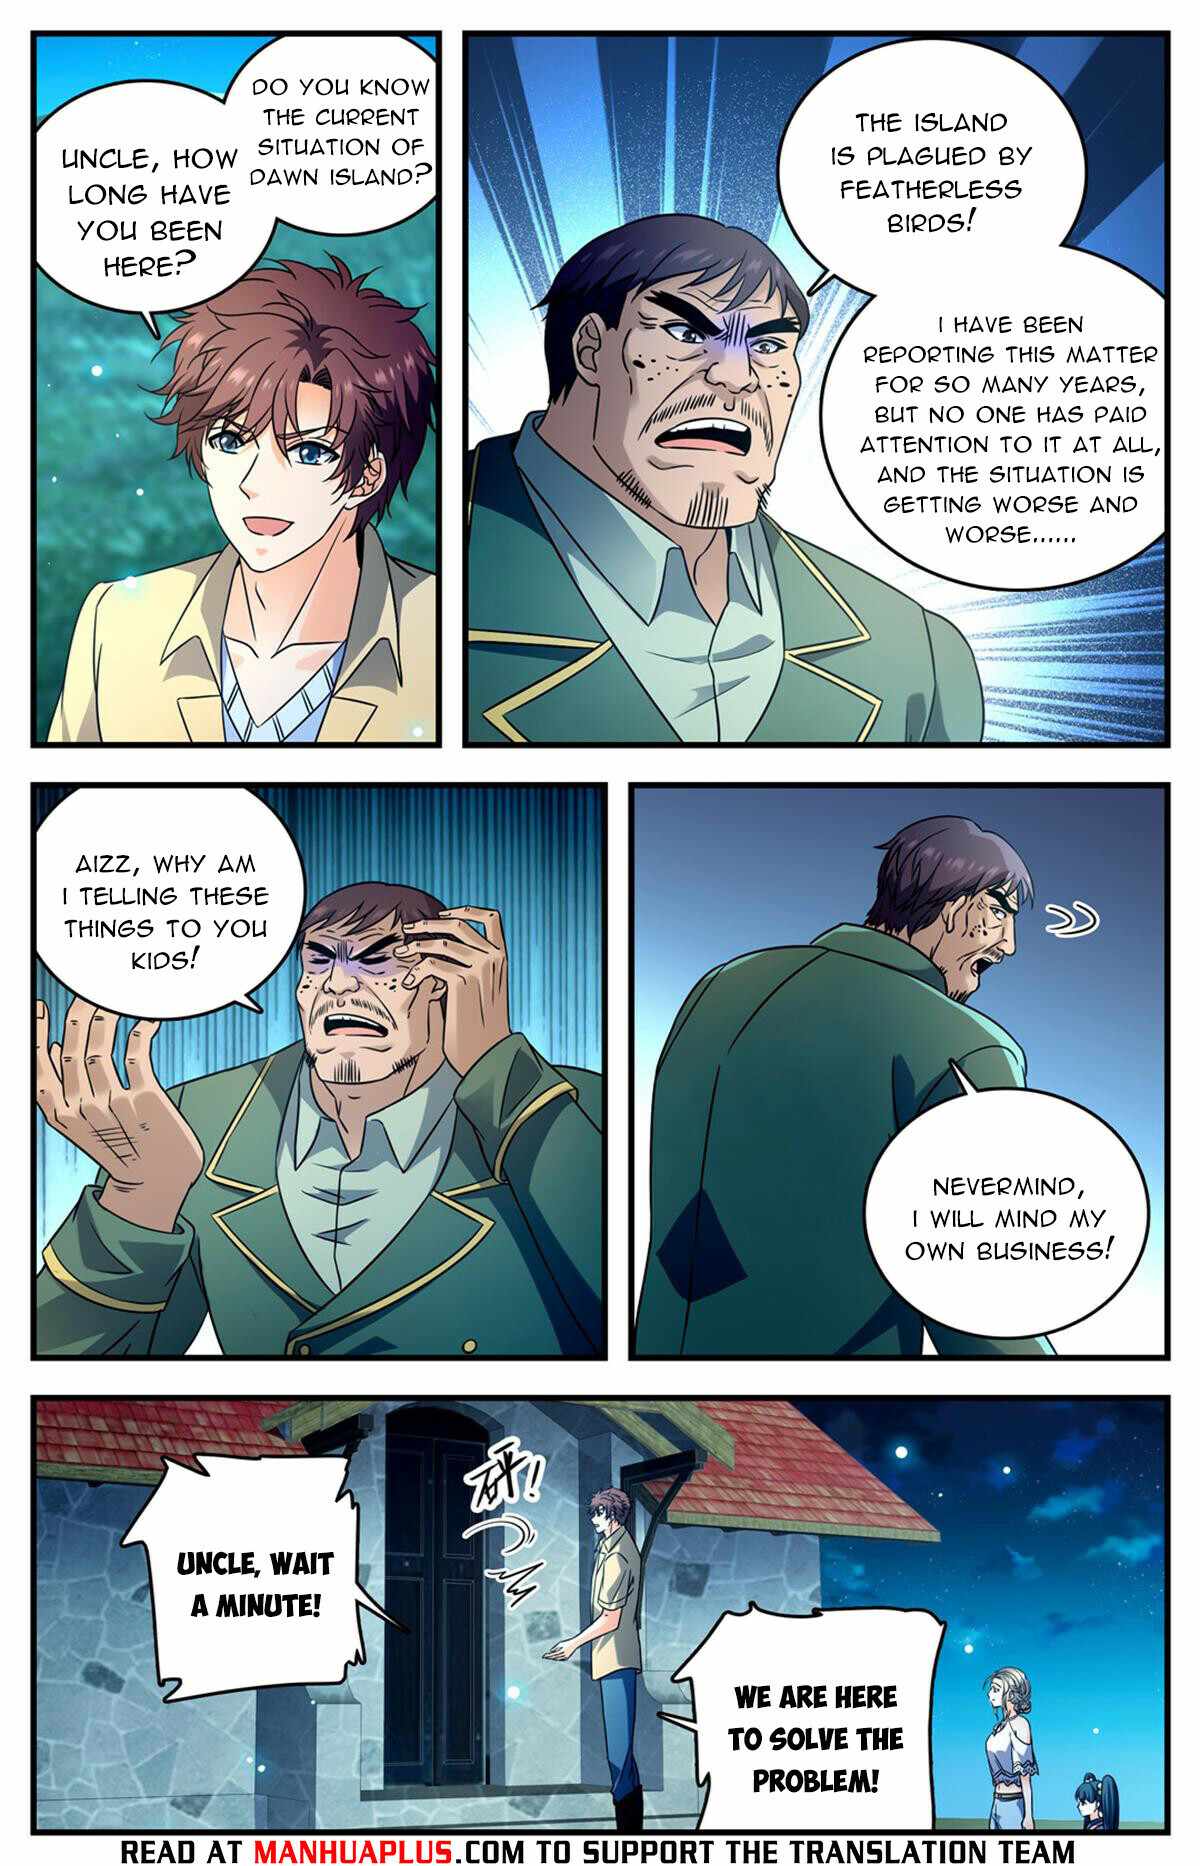 DO YOU KNOW
THE CURRENT
SITUATION OF
DAWN ISLAND?
UNCLE, HOW
LONG HAVE
YOU BEEN
HERE?
THE ISLAND
IS PLAGUED BY
FEATHERLESS
BIRDS!
I HAVE BEEN
REPORTING THIS MATTER
FOR SO MANY YEARS,
BUT NO ONE HAS PAID
ATTENTION TO IT AT ALL,
AND THE SITUATION IS
GETTING WORSE AND
WORSE......
AIZZ, WHY AM
I TELLING THESE
THINGS TO YOU
KIDS!
NEVERMIND,
I WILL MIND MY
OWN BUSINESS!
砰!
UNCLE, WAIT
A MINUTE!
WE ARE HERE
TO SOLVE THE
PROBLEM!
READ AT MANHUAPLUS.COM TO SUPPORT THE TRANSLATION TEAM